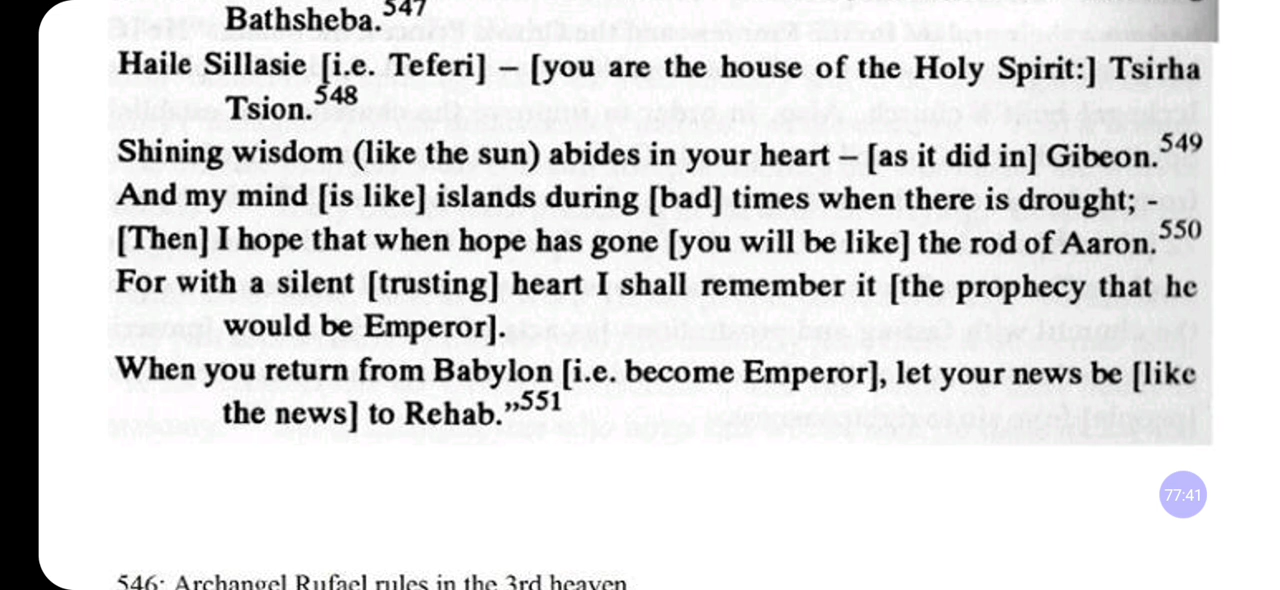 Bathsheba.547
Haile Sillasie [i.e. Teferi] – [you are the house of the Holy Spirit:] Tsirha
Tsion.548
Shining wisdom (like the sun) abides in your heart – [as it did in] Gibeon.549
And my mind [is like] islands during [bad] times when there is drought; -
[Then] I hope that when hope has gone [you will be like] the rod of Aaron.550
For with a silent [trusting] heart I shall remember it [the prophecy that he
would be Emperor].
When you return from Babylon [i.e. become Emperor], let your news be [like
the news] to Rehab.”551
77:41
546: Archangel Rufael rules in the 3rd heaven